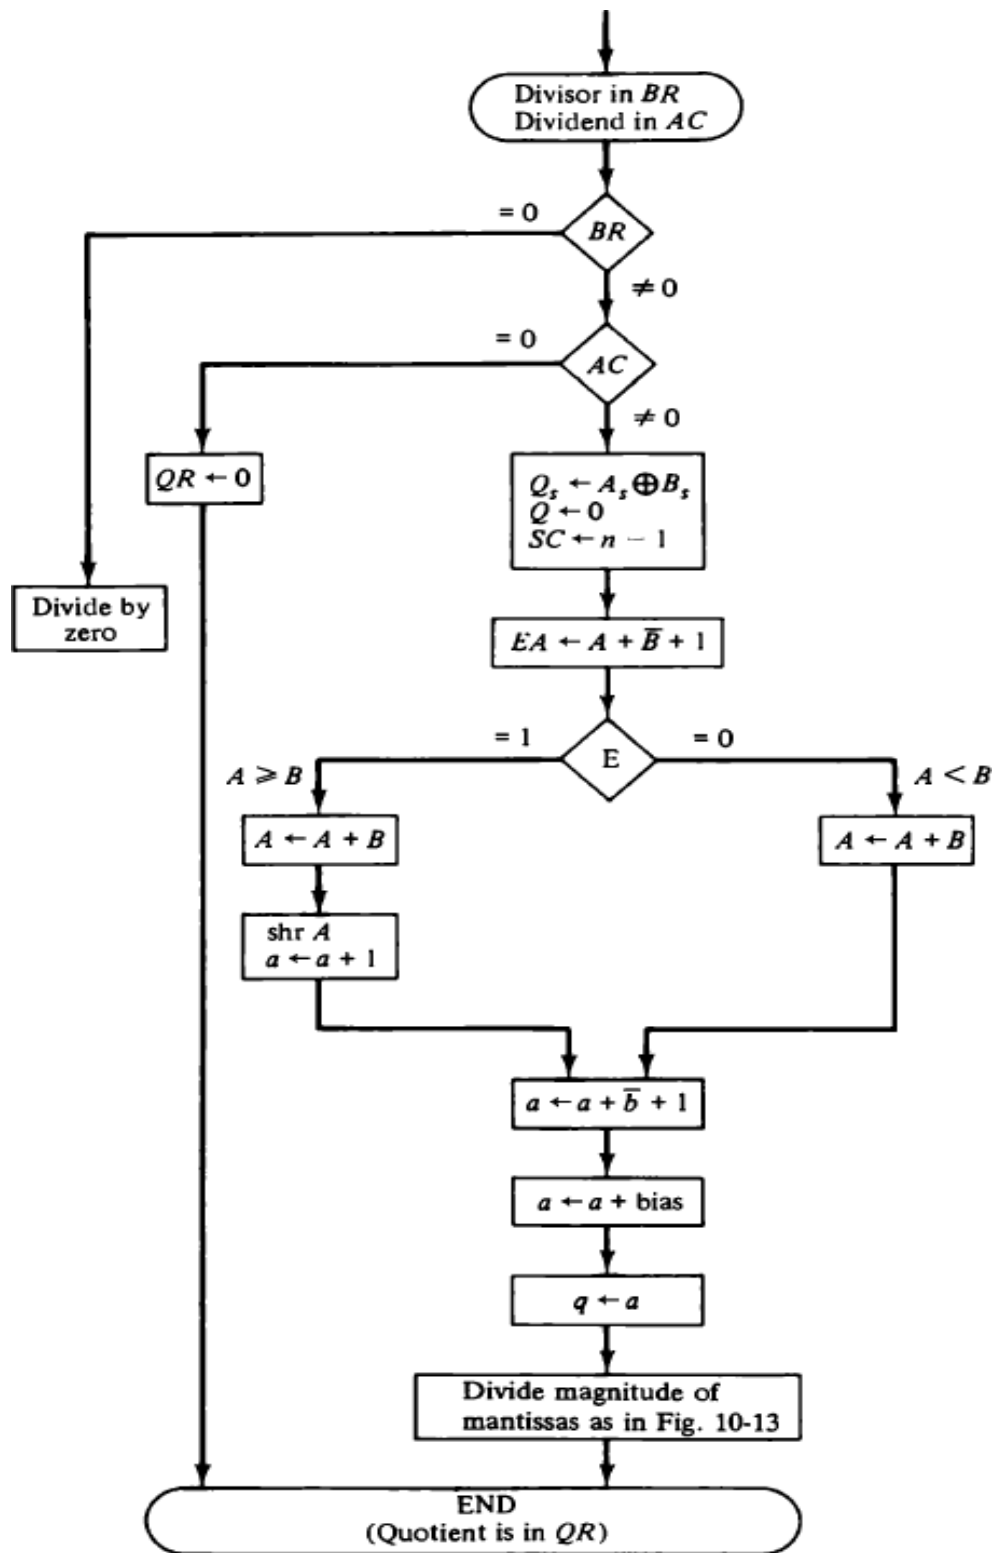 Divisor in BR
Dividend in AC
= 0
BR
≠ 0
= 0
AC
≠ 0
QR ← 0
Qₛ ← Aₛ ⊕ Bₛ
Q ← 0
SC ← n − 1
Divide by
zero
EA ← A + B̅ + 1
= 1
E
= 0
A ⩾ B
A < B
A ← A + B
A ← A + B
shr A
a ← a + 1
a ← a + b̅ + 1
a ← a + bias
q ← a
Divide magnitude of
mantissas as in Fig. 10-13
END
(Quotient is in QR)